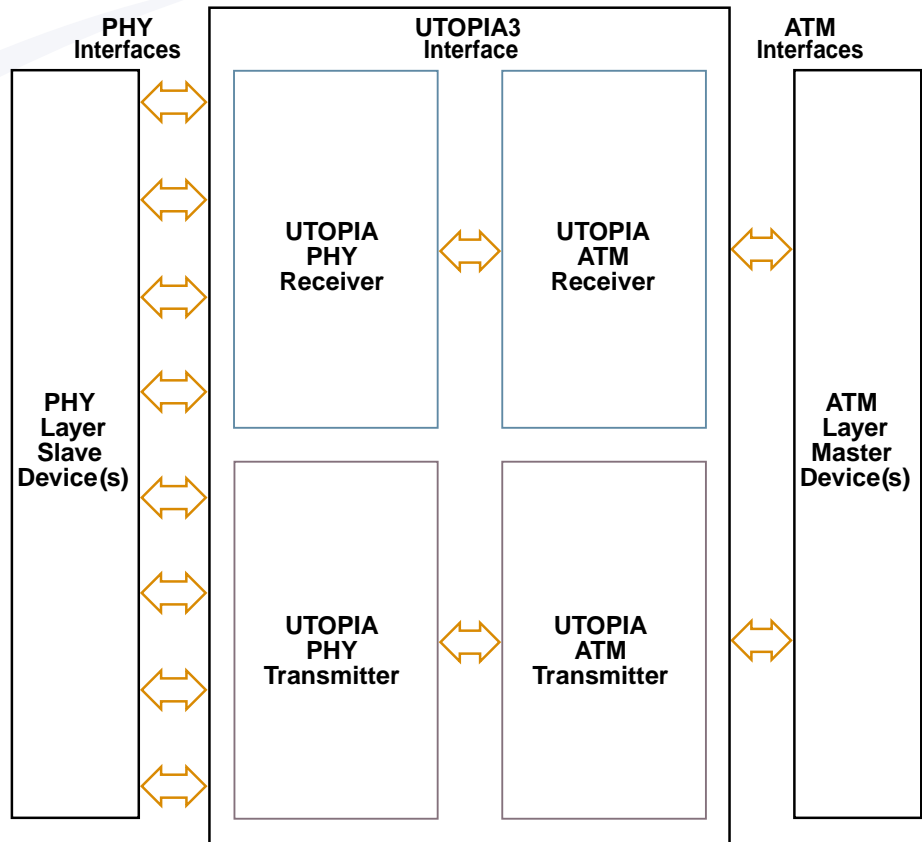 PHY
Interfaces
UTOPIA3
Interface
ATM
Interfaces
PHY
Layer
Slave
Device(s)
UTOPIA
PHY
Receiver
UTOPIA
ATM
Receiver
ATM
Layer
Master
Device(s)
UTOPIA
PHY
Transmitter
UTOPIA
ATM
Transmitter